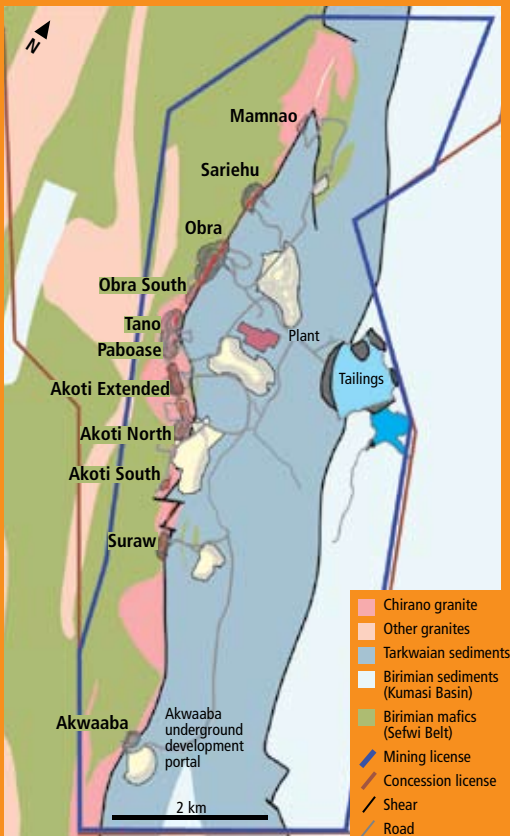 N
Mamnao
Sariehu
Obra
Obra South
Tano
Paboase
Plant
Akoti Extended
Tailings
Akoti North
Akoti South
Suraw
Akwaaba
Akwaaba
underground
development
portal
2 km
Chirano granite
Other granites
Tarkwaian sediments
Birimian sediments
(Kumasi Basin)
Birimian mafics
(Sefwi Belt)
Mining license
Concession license
Shear
Road